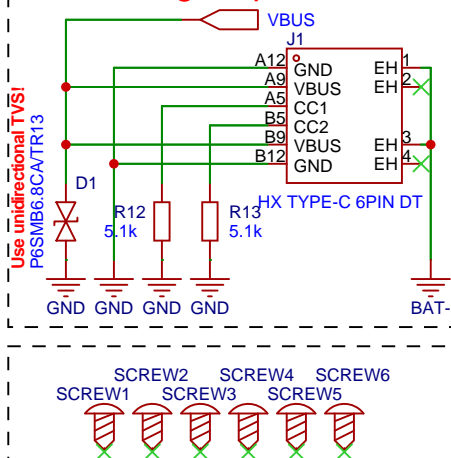 VBUS
J1
A12 GND EH 1
A9 VBUS EH 2
A5 CC1
B5 CC2
B9 VBUS EH 3
B12 GND EH 4
HX TYPE-C 6PIN DT
Use unidirectional TVS!
P6SMB6.8CA/TR13
D1
R12
5.1k
R13
5.1k
GND GND GND GND
BAT-
SCREW2 SCREW4 SCREW6
SCREW1 SCREW3 SCREW5